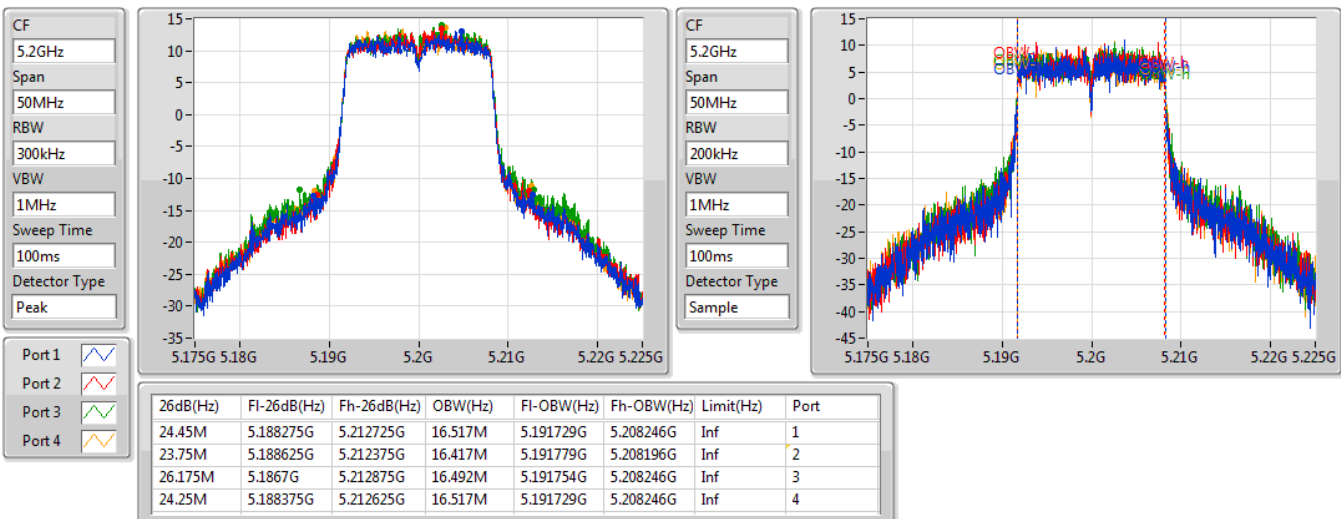 CF
5.2GHz
Span
50MHz
RBW
300kHz
VBW
1MHz
Sweep Time
100ms
Detector Type
Peak
15
10
5
0
-5
-10
-15
-20
-25
-30
-35
5.175G 5.18G 5.19G 5.2G 5.21G 5.22G 5.225G
CF
5.2GHz
Span
50MHz
RBW
200kHz
VBW
1MHz
Sweep Time
100ms
Detector Type
Sample
15
10
5
0
-5
-10
-15
-20
-25
-30
-35
-40
-45
5.175G 5.18G 5.19G 5.2G 5.21G 5.22G 5.225G
Port 1
Port 2
Port 3
Port 4
26dB(Hz) Fl-26dB(Hz) Fh-26dB(Hz) OBW(Hz) Fl-OBW(Hz) Fh-OBW(Hz) Limit(Hz) Port
24.45M 5.188275G 5.212725G 16.517M 5.191729G 5.208246G Inf 1
23.75M 5.188625G 5.212375G 16.417M 5.191779G 5.208196G Inf 2
26.175M 5.1867G 5.212875G 16.492M 5.191754G 5.208246G Inf 3
24.25M 5.188375G 5.212625G 16.517M 5.191729G 5.208246G Inf 4